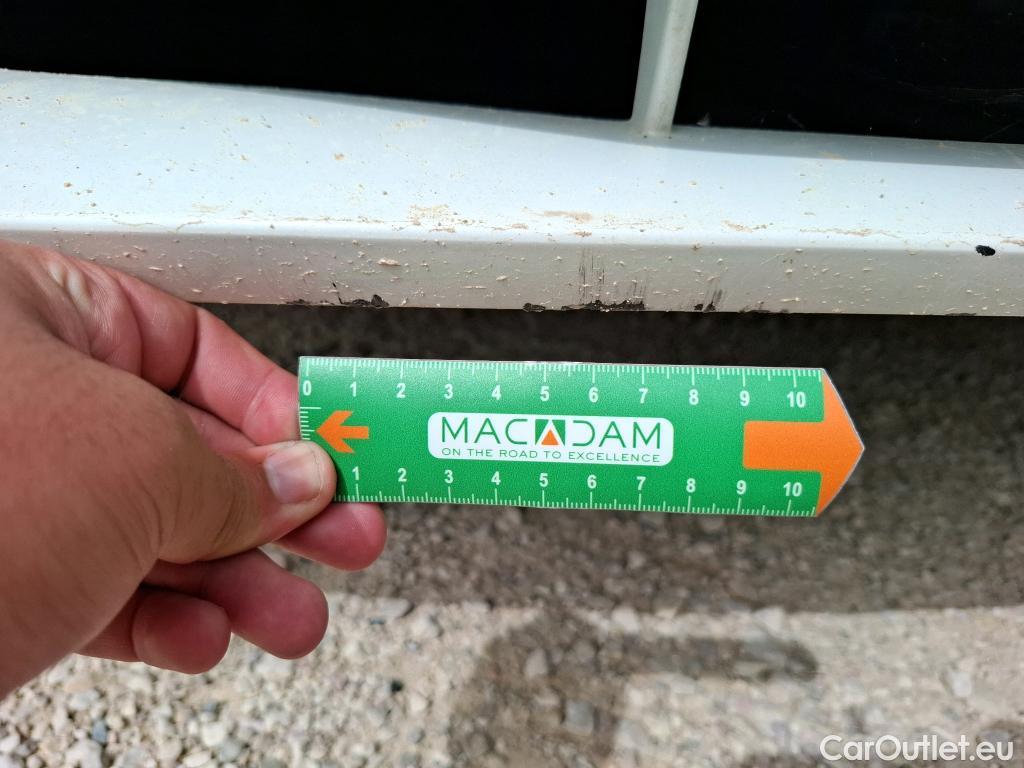 0 1 2 3 4 5 6 7 8 9 10
MACADAM
ON THE ROAD TO EXCELLENCE
1 2 3 4 5 6 7 8 9 10
CarOutlet.eu